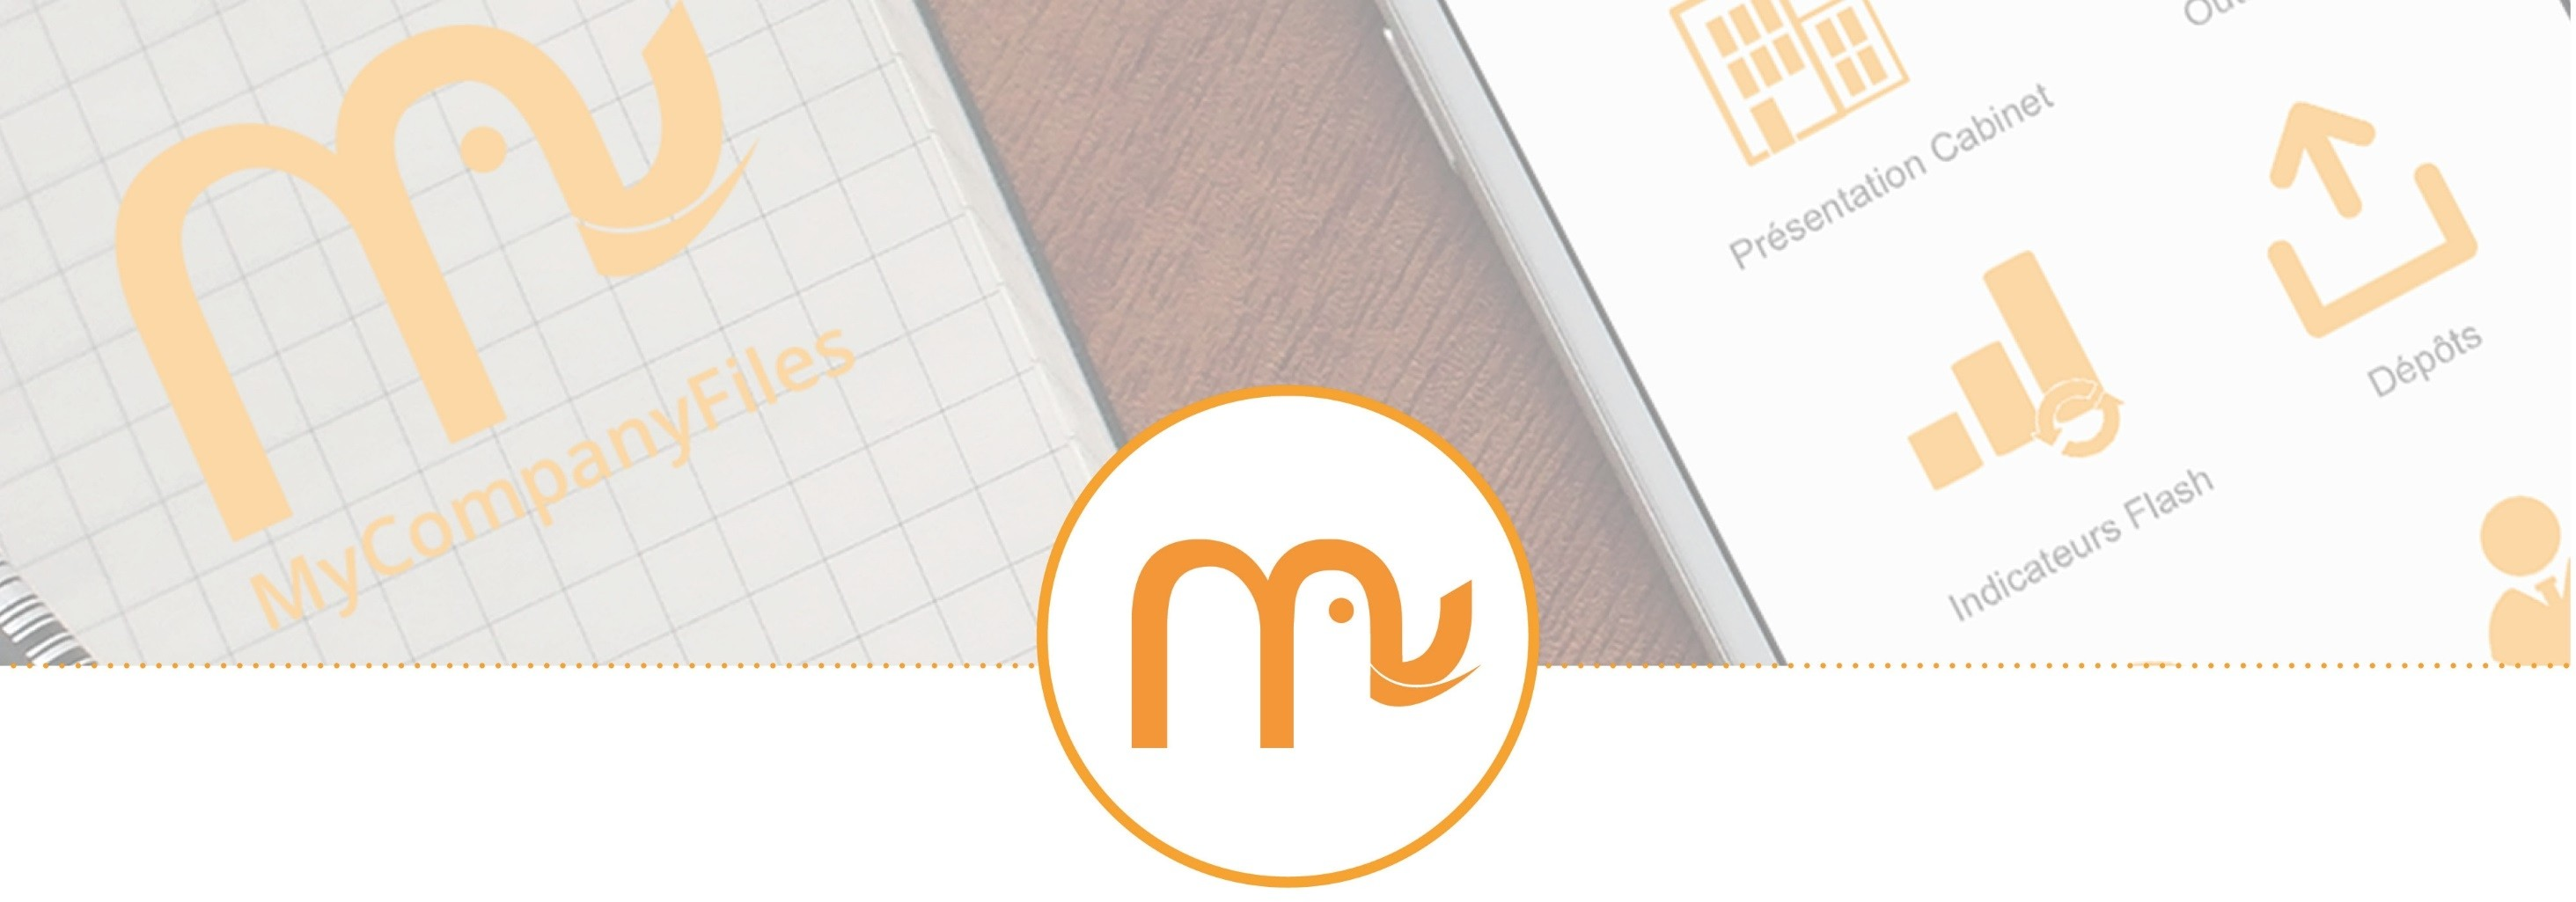 MyCompanyFiles
Présentation Cabinet
Dépôts
Indicateurs Flash